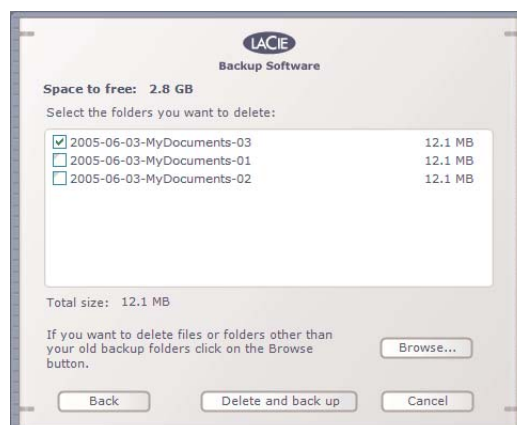 LACIE
Backup Software
Space to free: 2.8 GB
Select the folders you want to delete:
2005-06-03-MyDocuments-03 12.1 MB
2005-06-03-MyDocuments-01 12.1 MB
2005-06-03-MyDocuments-02 12.1 MB
Total size: 12.1 MB
If you want to delete files or folders other than
your old backup folders click on the Browse
button.
Browse...
Back Delete and back up Cancel